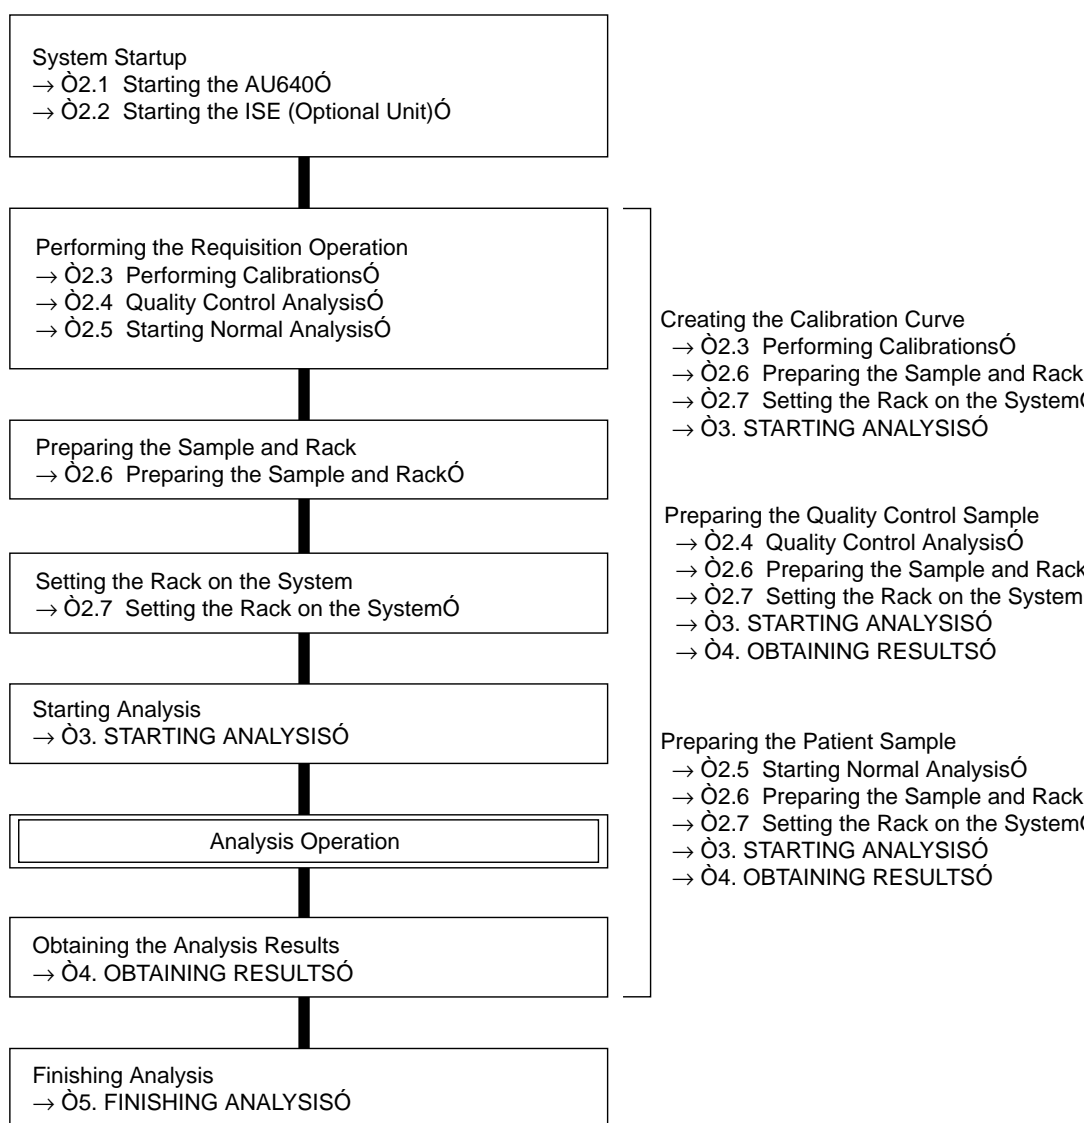 System Startup
→ Ò2.1 Starting the AU640Ó
→ Ò2.2 Starting the ISE (Optional Unit)Ó
Performing the Requisition Operation
→ Ò2.3 Performing CalibrationsÓ
→ Ò2.4 Quality Control AnalysisÓ
→ Ò2.5 Starting Normal AnalysisÓ
Preparing the Sample and Rack
→ Ò2.6 Preparing the Sample and RackÓ
Setting the Rack on the System
→ Ò2.7 Setting the Rack on the SystemÓ
Starting Analysis
→ Ò3. STARTING ANALYSISÓ
Analysis Operation
Obtaining the Analysis Results
→ Ò4. OBTAINING RESULTSÓ
Finishing Analysis
→ Ò5. FINISHING ANALYSISÓ
Creating the Calibration Curve
→ Ò2.3 Performing CalibrationsÓ
→ Ò2.6 Preparing the Sample and Rack
→ Ò2.7 Setting the Rack on the SystemÓ
→ Ò3. STARTING ANALYSISÓ
Preparing the Quality Control Sample
→ Ò2.4 Quality Control AnalysisÓ
→ Ò2.6 Preparing the Sample and Rack
→ Ò2.7 Setting the Rack on the System
→ Ò3. STARTING ANALYSISÓ
→ Ò4. OBTAINING RESULTSÓ
Preparing the Patient Sample
→ Ò2.5 Starting Normal AnalysisÓ
→ Ò2.6 Preparing the Sample and Rack
→ Ò2.7 Setting the Rack on the SystemÓ
→ Ò3. STARTING ANALYSISÓ
→ Ò4. OBTAINING RESULTSÓ